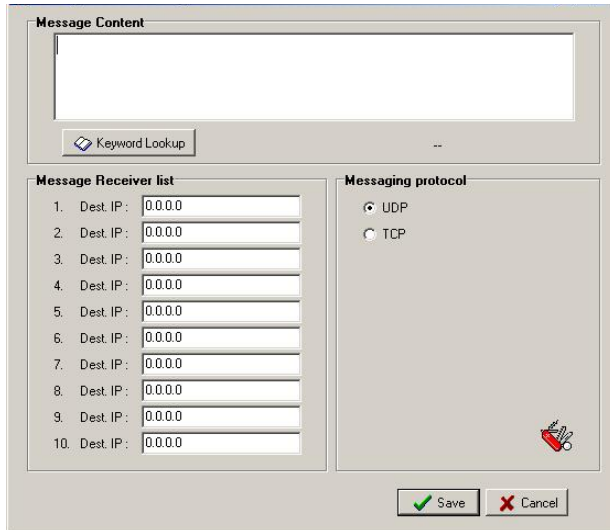 Message Content
Keyword Lookup
--
Message Receiver list
1. Dest. IP : 0.0.0.0
2. Dest. IP : 0.0.0.0
3. Dest. IP : 0.0.0.0
4. Dest. IP : 0.0.0.0
5. Dest. IP : 0.0.0.0
6. Dest. IP : 0.0.0.0
7. Dest. IP : 0.0.0.0
8. Dest. IP : 0.0.0.0
9. Dest. IP : 0.0.0.0
10. Dest. IP : 0.0.0.0
Messaging protocol
UDP
TCP
Save
Cancel